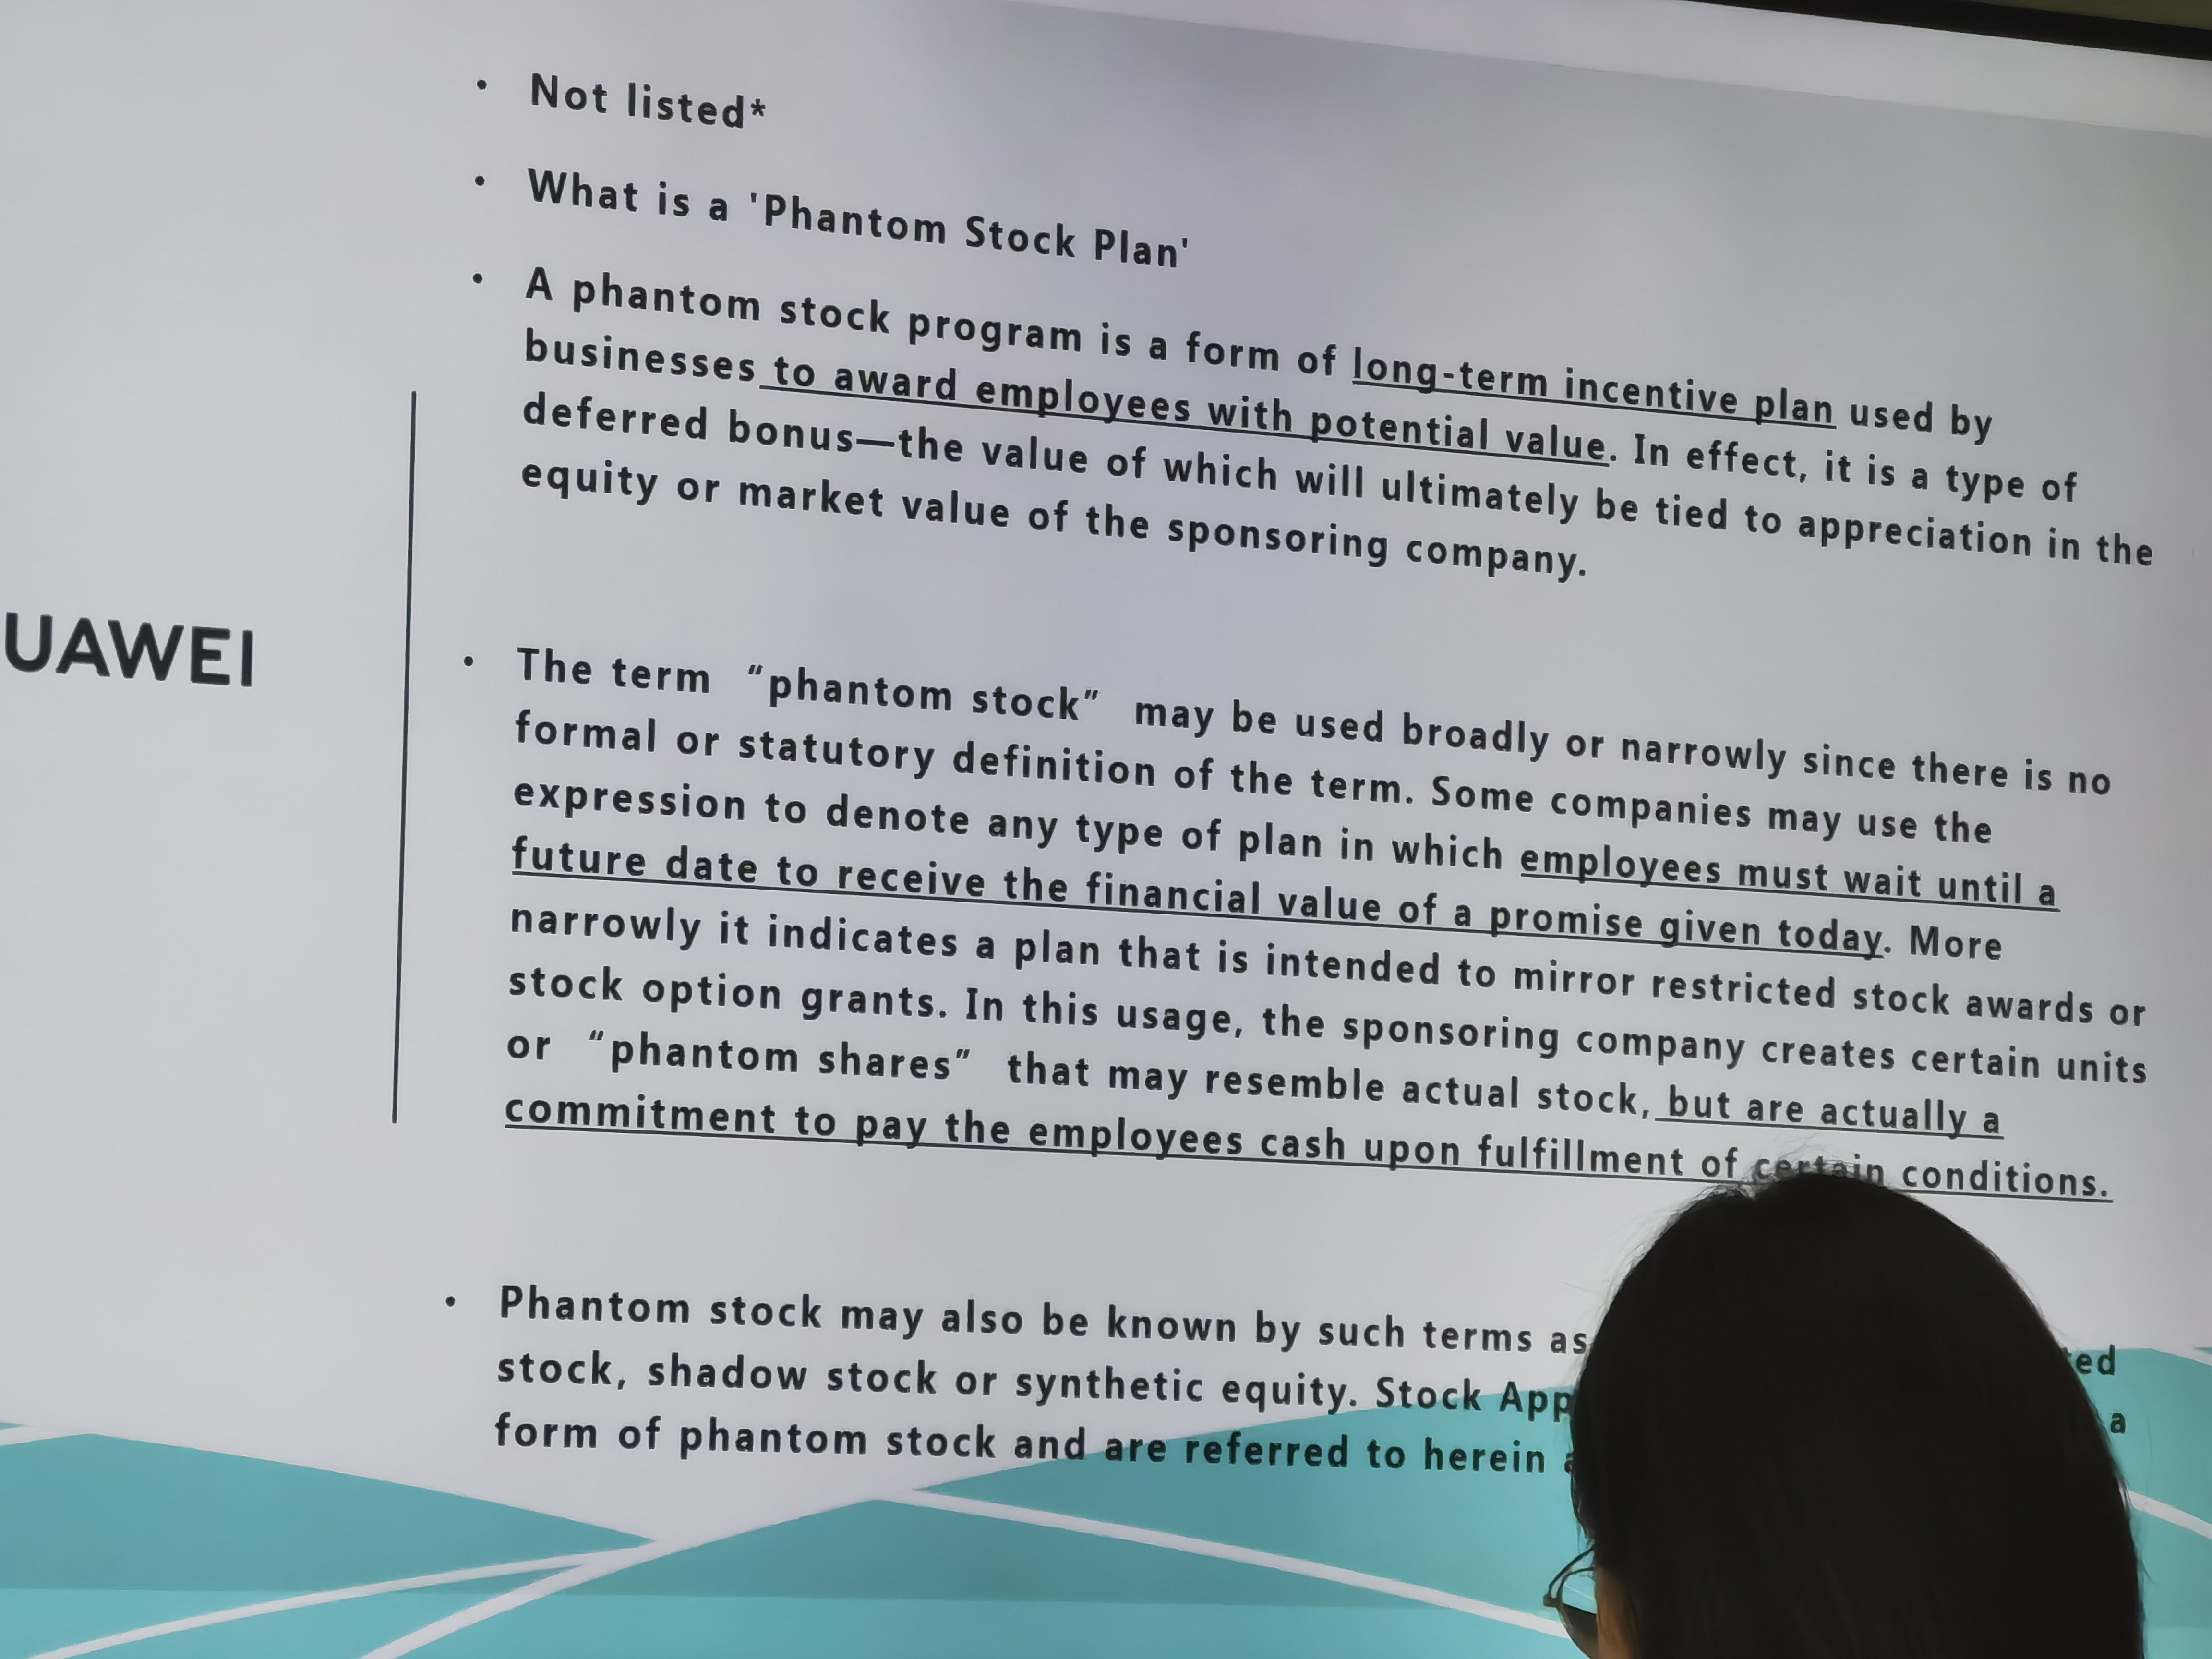 • Not listed*
• What is a 'Phantom Stock Plan'
• A phantom stock program is a form of long-term incentive plan used by
businesses to award employees with potential value. In effect, it is a type of
deferred bonus—the value of which will ultimately be tied to appreciation in the
equity or market value of the sponsoring company.
UAWEI
• The term “phantom stock” may be used broadly or narrowly since there is no
formal or statutory definition of the term. Some companies may use the
expression to denote any type of plan in which employees must wait until a
future date to receive the financial value of a promise given today. More
narrowly it indicates a plan that is intended to mirror restricted stock awards or
stock option grants. In this usage, the sponsoring company creates certain units
or “phantom shares” that may resemble actual stock, but are actually a
commitment to pay the employees cash upon fulfillment of certain conditions.
• Phantom stock may also be known by such terms as
stock, shadow stock or synthetic equity. Stock a
form of phantom stock and are referred to herein